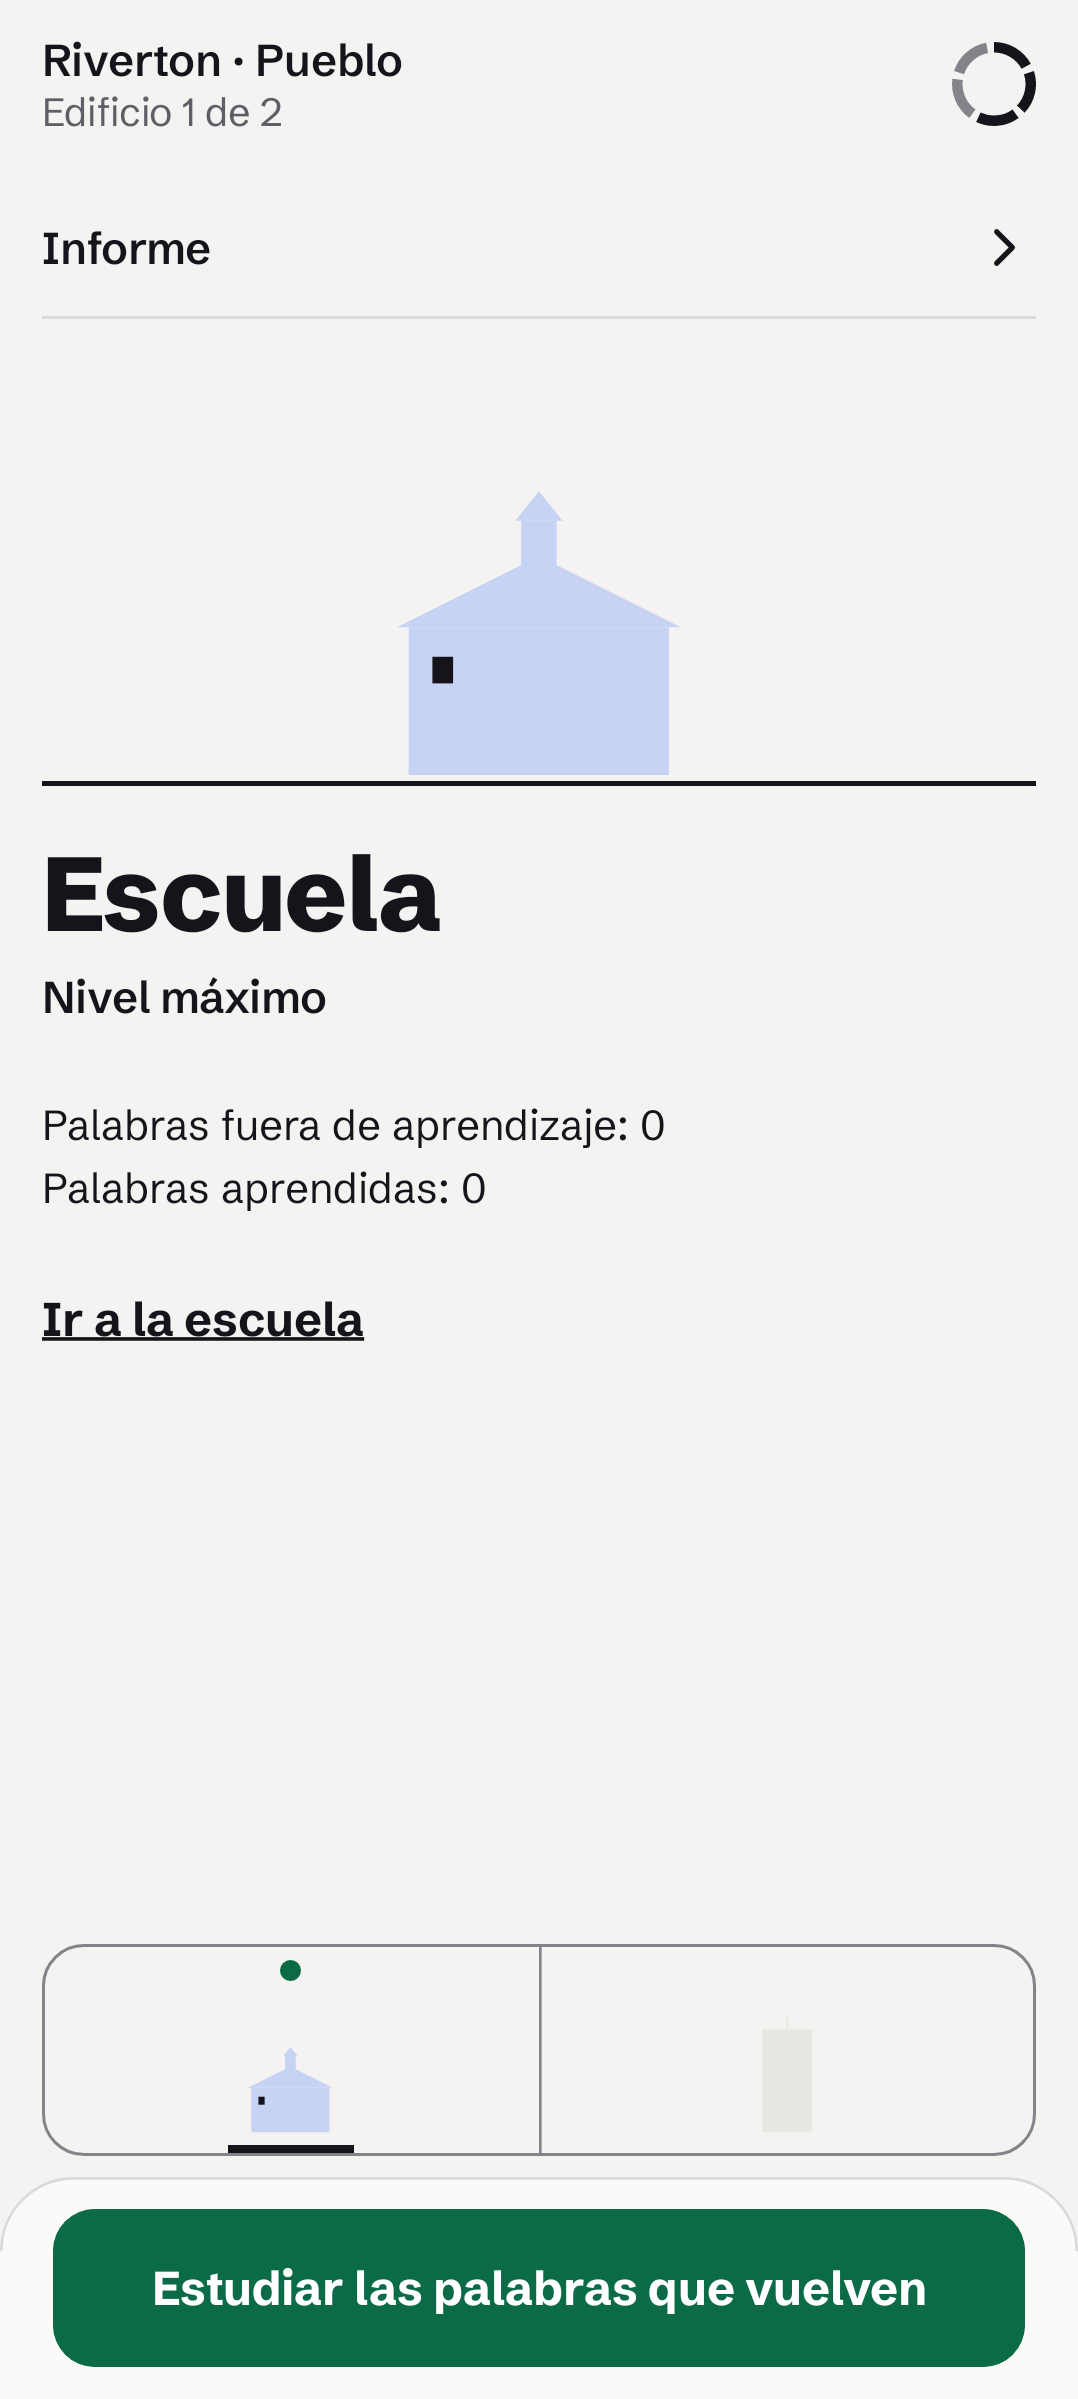 Riverton · Pueblo
Edificio 1 de 2
Informe
Escuela
Nivel máximo
Palabras fuera de aprendizaje: 0
Palabras aprendidas: 0
Ir a la escuela
Estudiar las palabras que vuelven